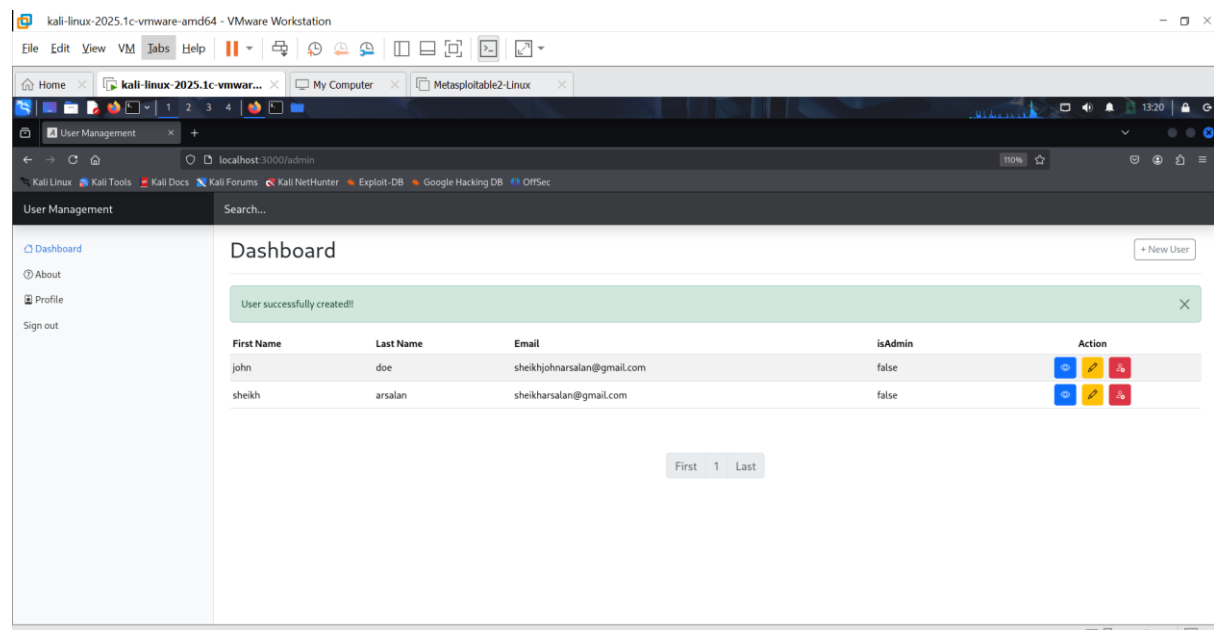 kali-linux-2025.1c-vmware-amd64 - VMware Workstation
File Edit View VM Tabs Help
Home kali-linux-2025.1c-vmwar... My Computer Metasploitable2-Linux
1 2 3 4 13:20
User Management
localhost:3000/admin 110%
Kali Linux Kali Tools Kali Docs Kali Forums Kali NetHunter Exploit-DB Google Hacking DB OffSec
User Management Search...
Dashboard
About
Profile
Sign out
Dashboard + New User
User successfully created!!
First Name Last Name Email isAdmin Action
john doe sheikhjohnarsalan@gmail.com false
sheikh arsalan sheikharsalan@gmail.com false
First 1 Last